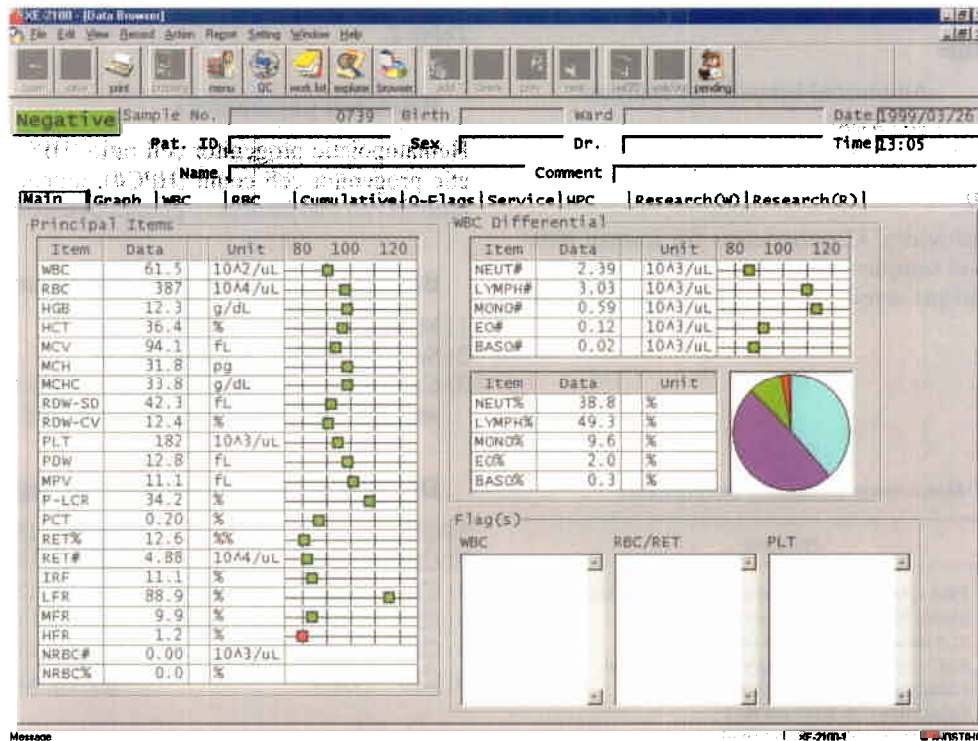 XE-2100 - [Data Browser]
File Edit View Record Action Report Setting Window Help
print menu QC work list explorer browser pending
Negative Sample No. 0739 Birth Ward Date 1999/03/26
Pat. ID Sex Dr. Time 13:05
Name Comment
Main Graph WBC RBC Cumulative Q-Flags Service HPC Research(W) Research(R)
Principal Items
Item Data Unit 80 100 120
WBC 61.5 10^2/uL
RBC 387 10^4/uL
HGB 12.3 g/dL
HCT 36.4 %
MCV 94.1 fL
MCH 31.8 pg
MCHC 33.8 g/dL
RDW-SD 42.3 fL
RDW-CV 12.4 %
PLT 182 10^3/uL
PDW 12.8 fL
MPV 11.1 fL
P-LCR 34.2 %
PCT 0.20 %
RET% 12.6 %%
RET# 4.88 10^4/uL
IRF 11.1 %
LFR 88.9 %
MFR 9.9 %
HFR 1.2 %
NRBC# 0.00 10^3/uL
NRBC% 0.0 %
WBC Differential
Item Data Unit 80 100 120
NEUT# 2.39 10^3/uL
LYMPH# 3.03 10^3/uL
MONO# 0.59 10^3/uL
EO# 0.12 10^3/uL
BASO# 0.02 10^3/uL
Item Data Unit
NEUT% 38.8 %
LYMPH% 49.3 %
MONO% 9.6 %
EO% 2.0 %
BASO% 0.3 %
Flag(s)
WBC RBC/RET PLT
Message XE-2100-1